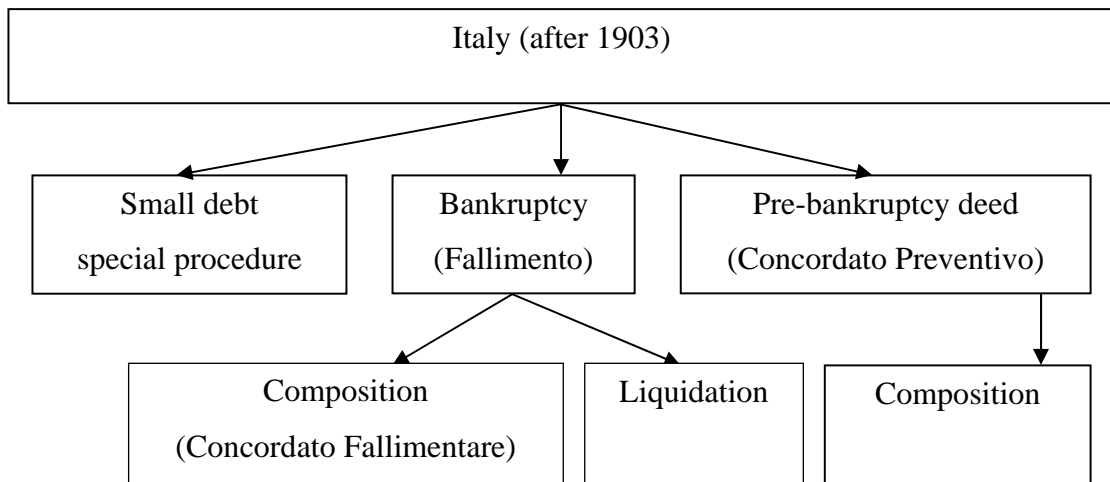 Italy (after 1903)
Small debt
special procedure
Bankruptcy
(Fallimento)
Pre-bankruptcy deed
(Concordato Preventivo)
Composition
(Concordato Fallimentare)
Liquidation
Composition